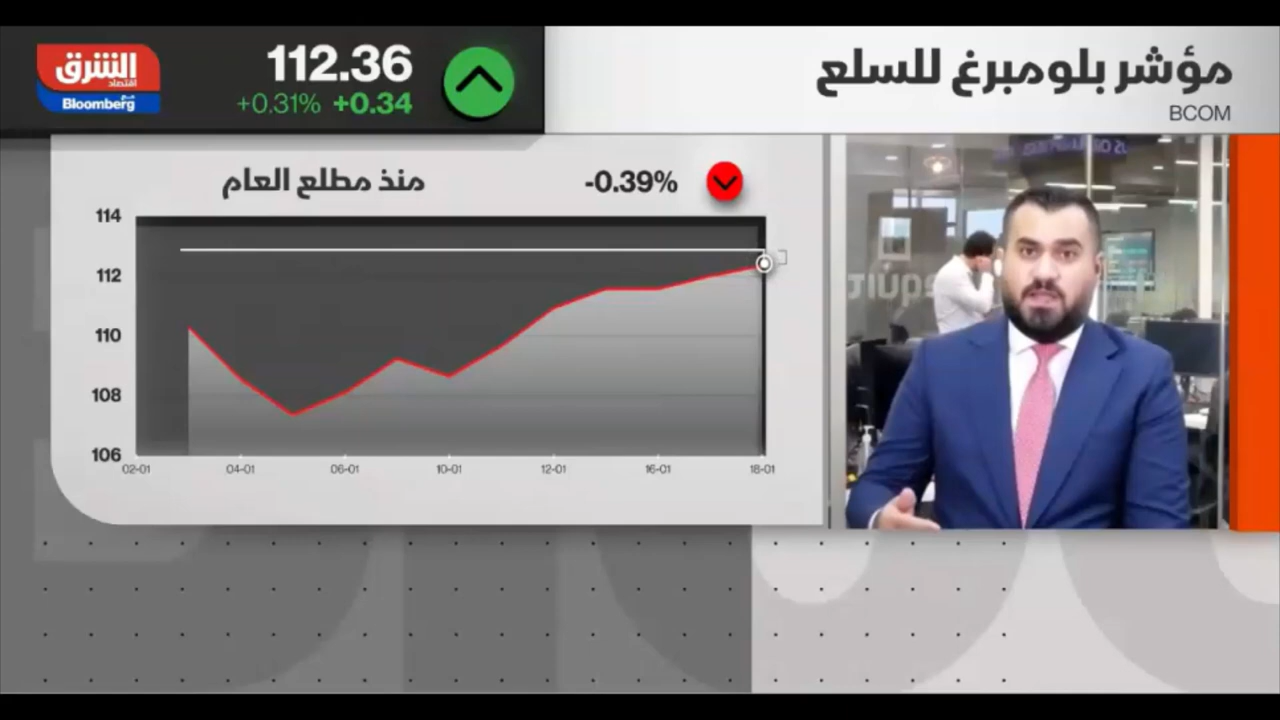 مؤشر بلومبرغ للسلع
BCOM
112.36
+0.31% +0.34
الشرق
اقتصاد
مع
Bloomberg
منذ مطلع العام
-0.39%
114
112
110
108
106
02-01 04-01 06-01 10-01 12-01 16-01 18-01